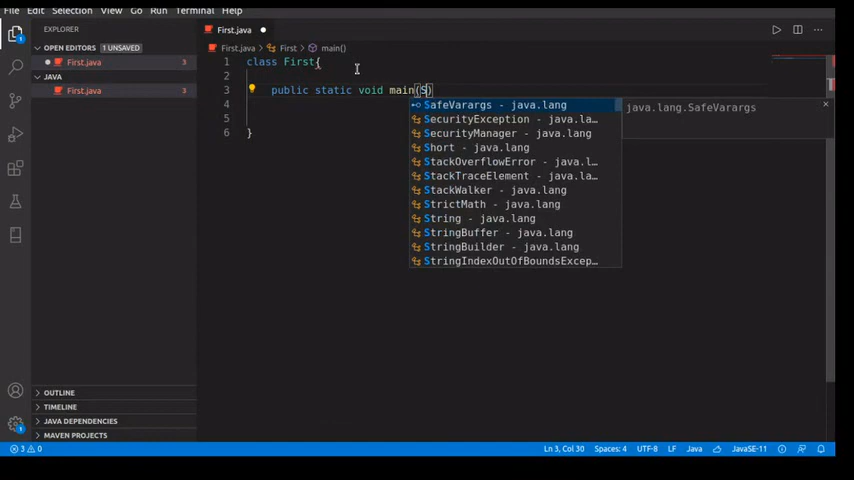 File Edit Selection View Go Run Terminal Help
EXPLORER
First.java
OPEN EDITORS 1 UNSAVED
First.java 3
JAVA
First.java 3
First.java > First > main()
1 class First{
2
3 public static void main(S)
4
5
6 }
SafeVarargs - java.lang
SecurityException - java.la…
SecurityManager - java.lang
Short - java.lang
StackOverflowError - java.l…
StackTraceElement - java.la…
StackWalker - java.lang
StrictMath - java.lang
String - java.lang
StringBuffer - java.lang
StringBuilder - java.lang
StringIndexOutOfBoundsExcep…
java.lang.SafeVarargs
OUTLINE
TIMELINE
JAVA DEPENDENCIES
MAVEN PROJECTS
3 0 Ln 3, Col 30 Spaces: 4 UTF-8 LF Java JavaSE-11